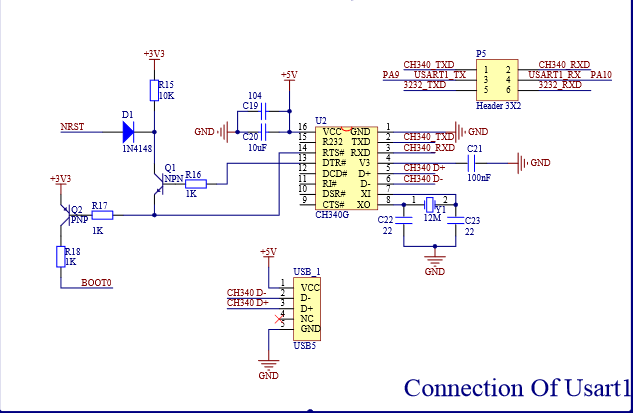 +3V3
P5
+5V
CH340_TXD 1 2 CH340_RXD
PA9 USART1_TX 3 4 USART1_RX PA10
3232_TXD 5 6 3232_RXD
Header 3X2
R15
10K
104
C19
D1
NRST
1N4148
GND
C20
10uF
U2
16 VCC GND 1 GND
15 R232 TXD 2 CH340_TXD
14 RTS# RXD 3 CH340_RXD
13 DTR# V3 4
12 DCD# D+ 5 CH340 D+
11 RI# D- 6 CH340 D-
10 DSR# XI 7
9 CTS# XO 8
CH340G
C21
100nF
GND
Q1
NPN
R16
1K
+3V3
Q2
PNP
R17
1K
R18
1K
BOOT0
1 2
Y1
12M
C22
22
C23
22
GND
+5V
USB_1
1 VCC
CH340 D- 2 D-
CH340 D+ 3 D+
4 NC
5 GND
USB5
GND
Connection Of Usart1